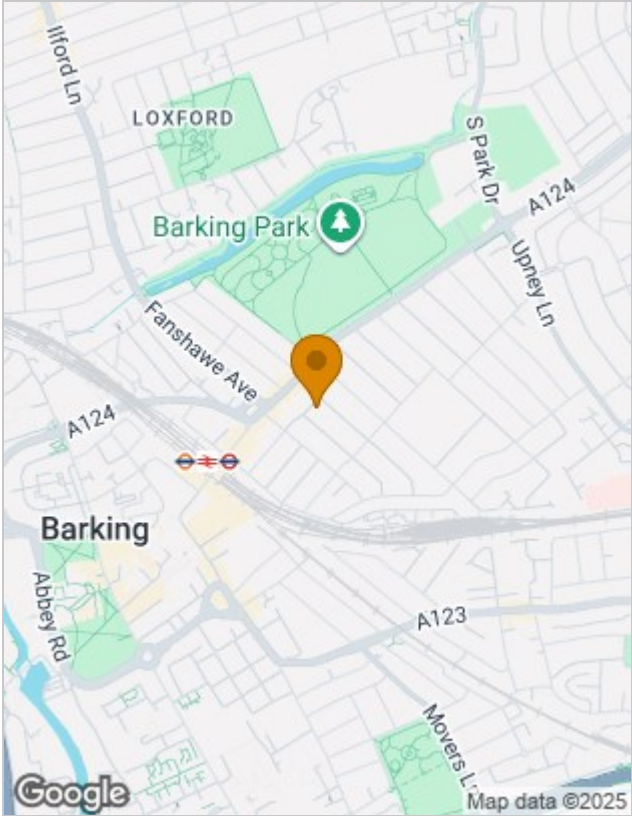 Ilford Ln
LOXFORD
S Park Dr
A124
Barking Park
Upney Ln
Fanshawe Ave
A124
Barking
Abbey Rd
A123
Movers L
Google
Map data ©2025